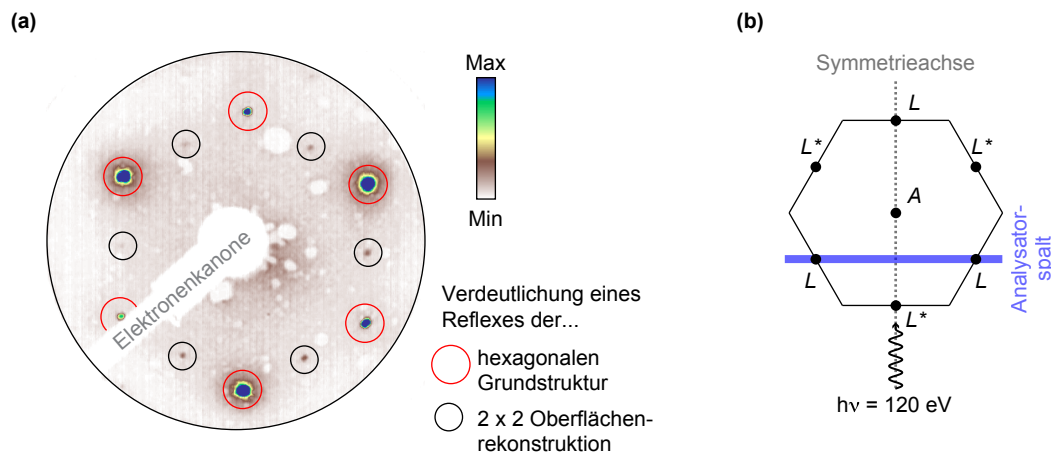 (a)
Elektronenkanone
Max
Min
Verdeutlichung eines
Reflexes der...
hexagonalen
Grundstruktur
2 x 2 Oberflächen-
rekonstruktion
(b)
Symmetrieachse
L
L*
L*
A
Analysator-
spalt
L
L
L*
hν = 120 eV